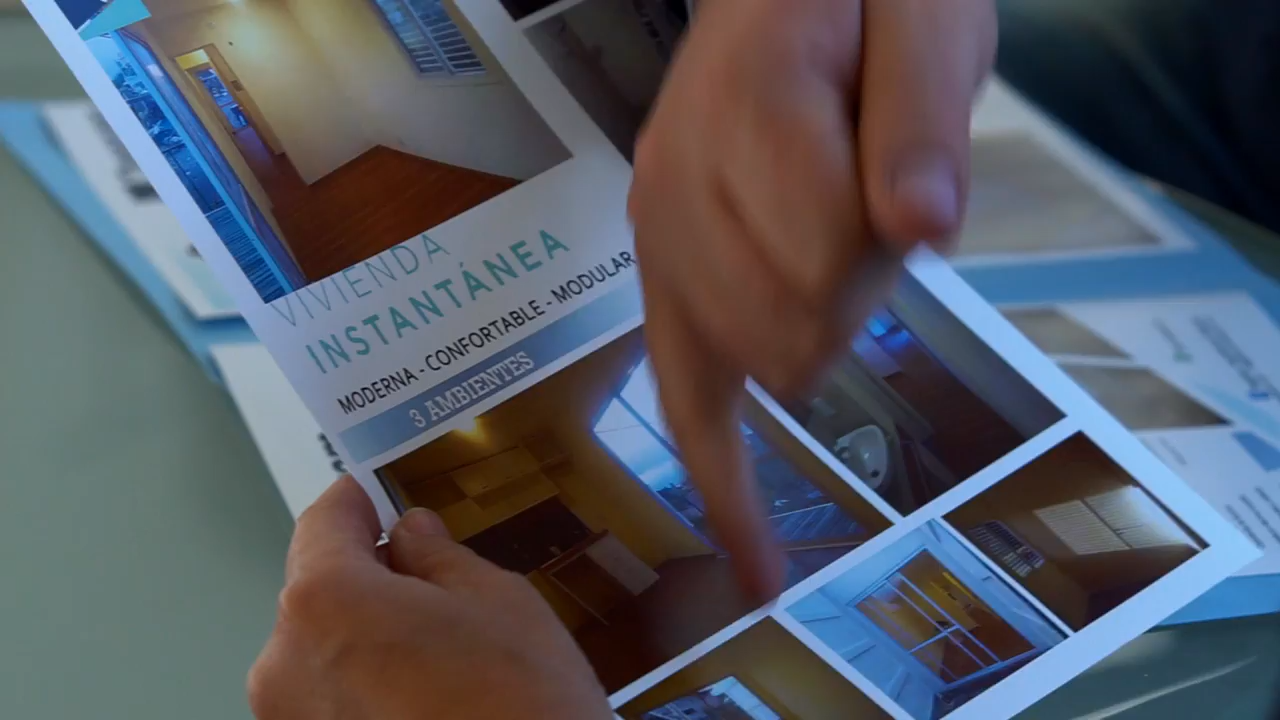 VIVIENDA
INSTANTÁNEA
MODERNA - CONFORTABLE - MODULAR
3 AMBIENTES